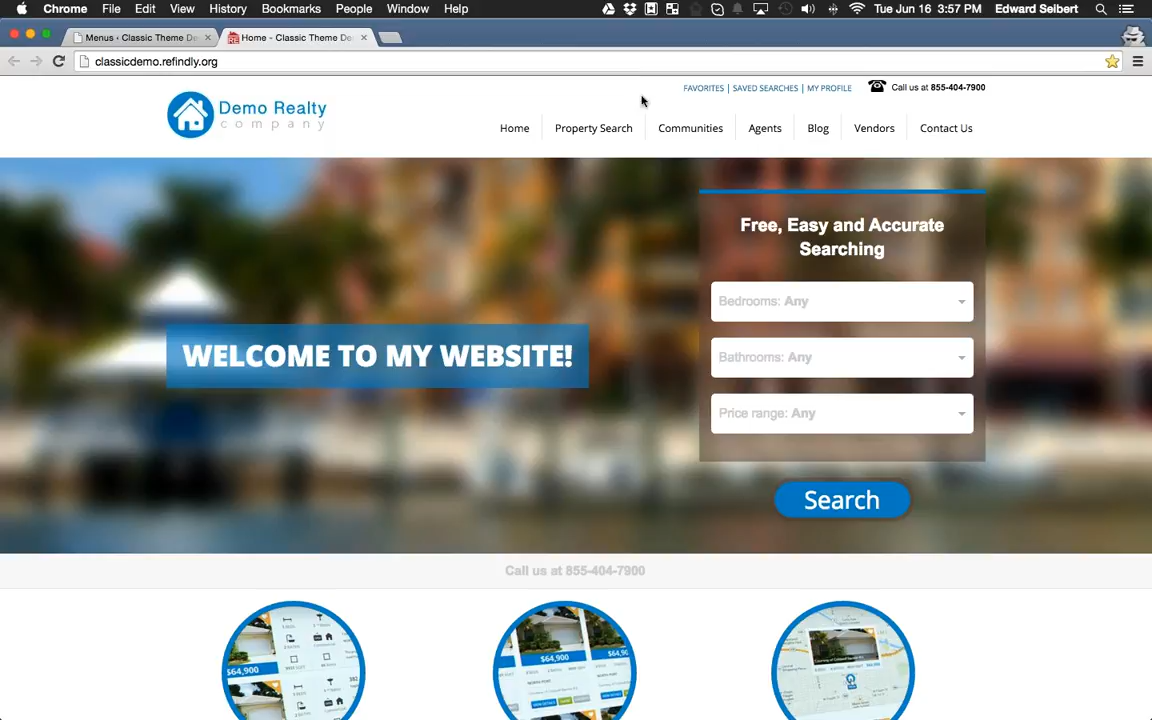 Chrome File Edit View History Bookmarks People Window Help Tue Jun 16 3:57 PM Edward Seibert
Menus ‹ Classic Theme De Home - Classic Theme De
classicdemo.refindly.org
FAVORITES | SAVED SEARCHES | MY PROFILE Call us at 855-404-7900
Demo Realty
company
Home Property Search Communities Agents Blog Vendors Contact Us
Free, Easy and Accurate
Searching
Bedrooms: Any
WELCOME TO MY WEBSITE!
Bathrooms: Any
Price range: Any
Search
Call us at 855-404-7900
$64,900
$64,900
NORTH PORT